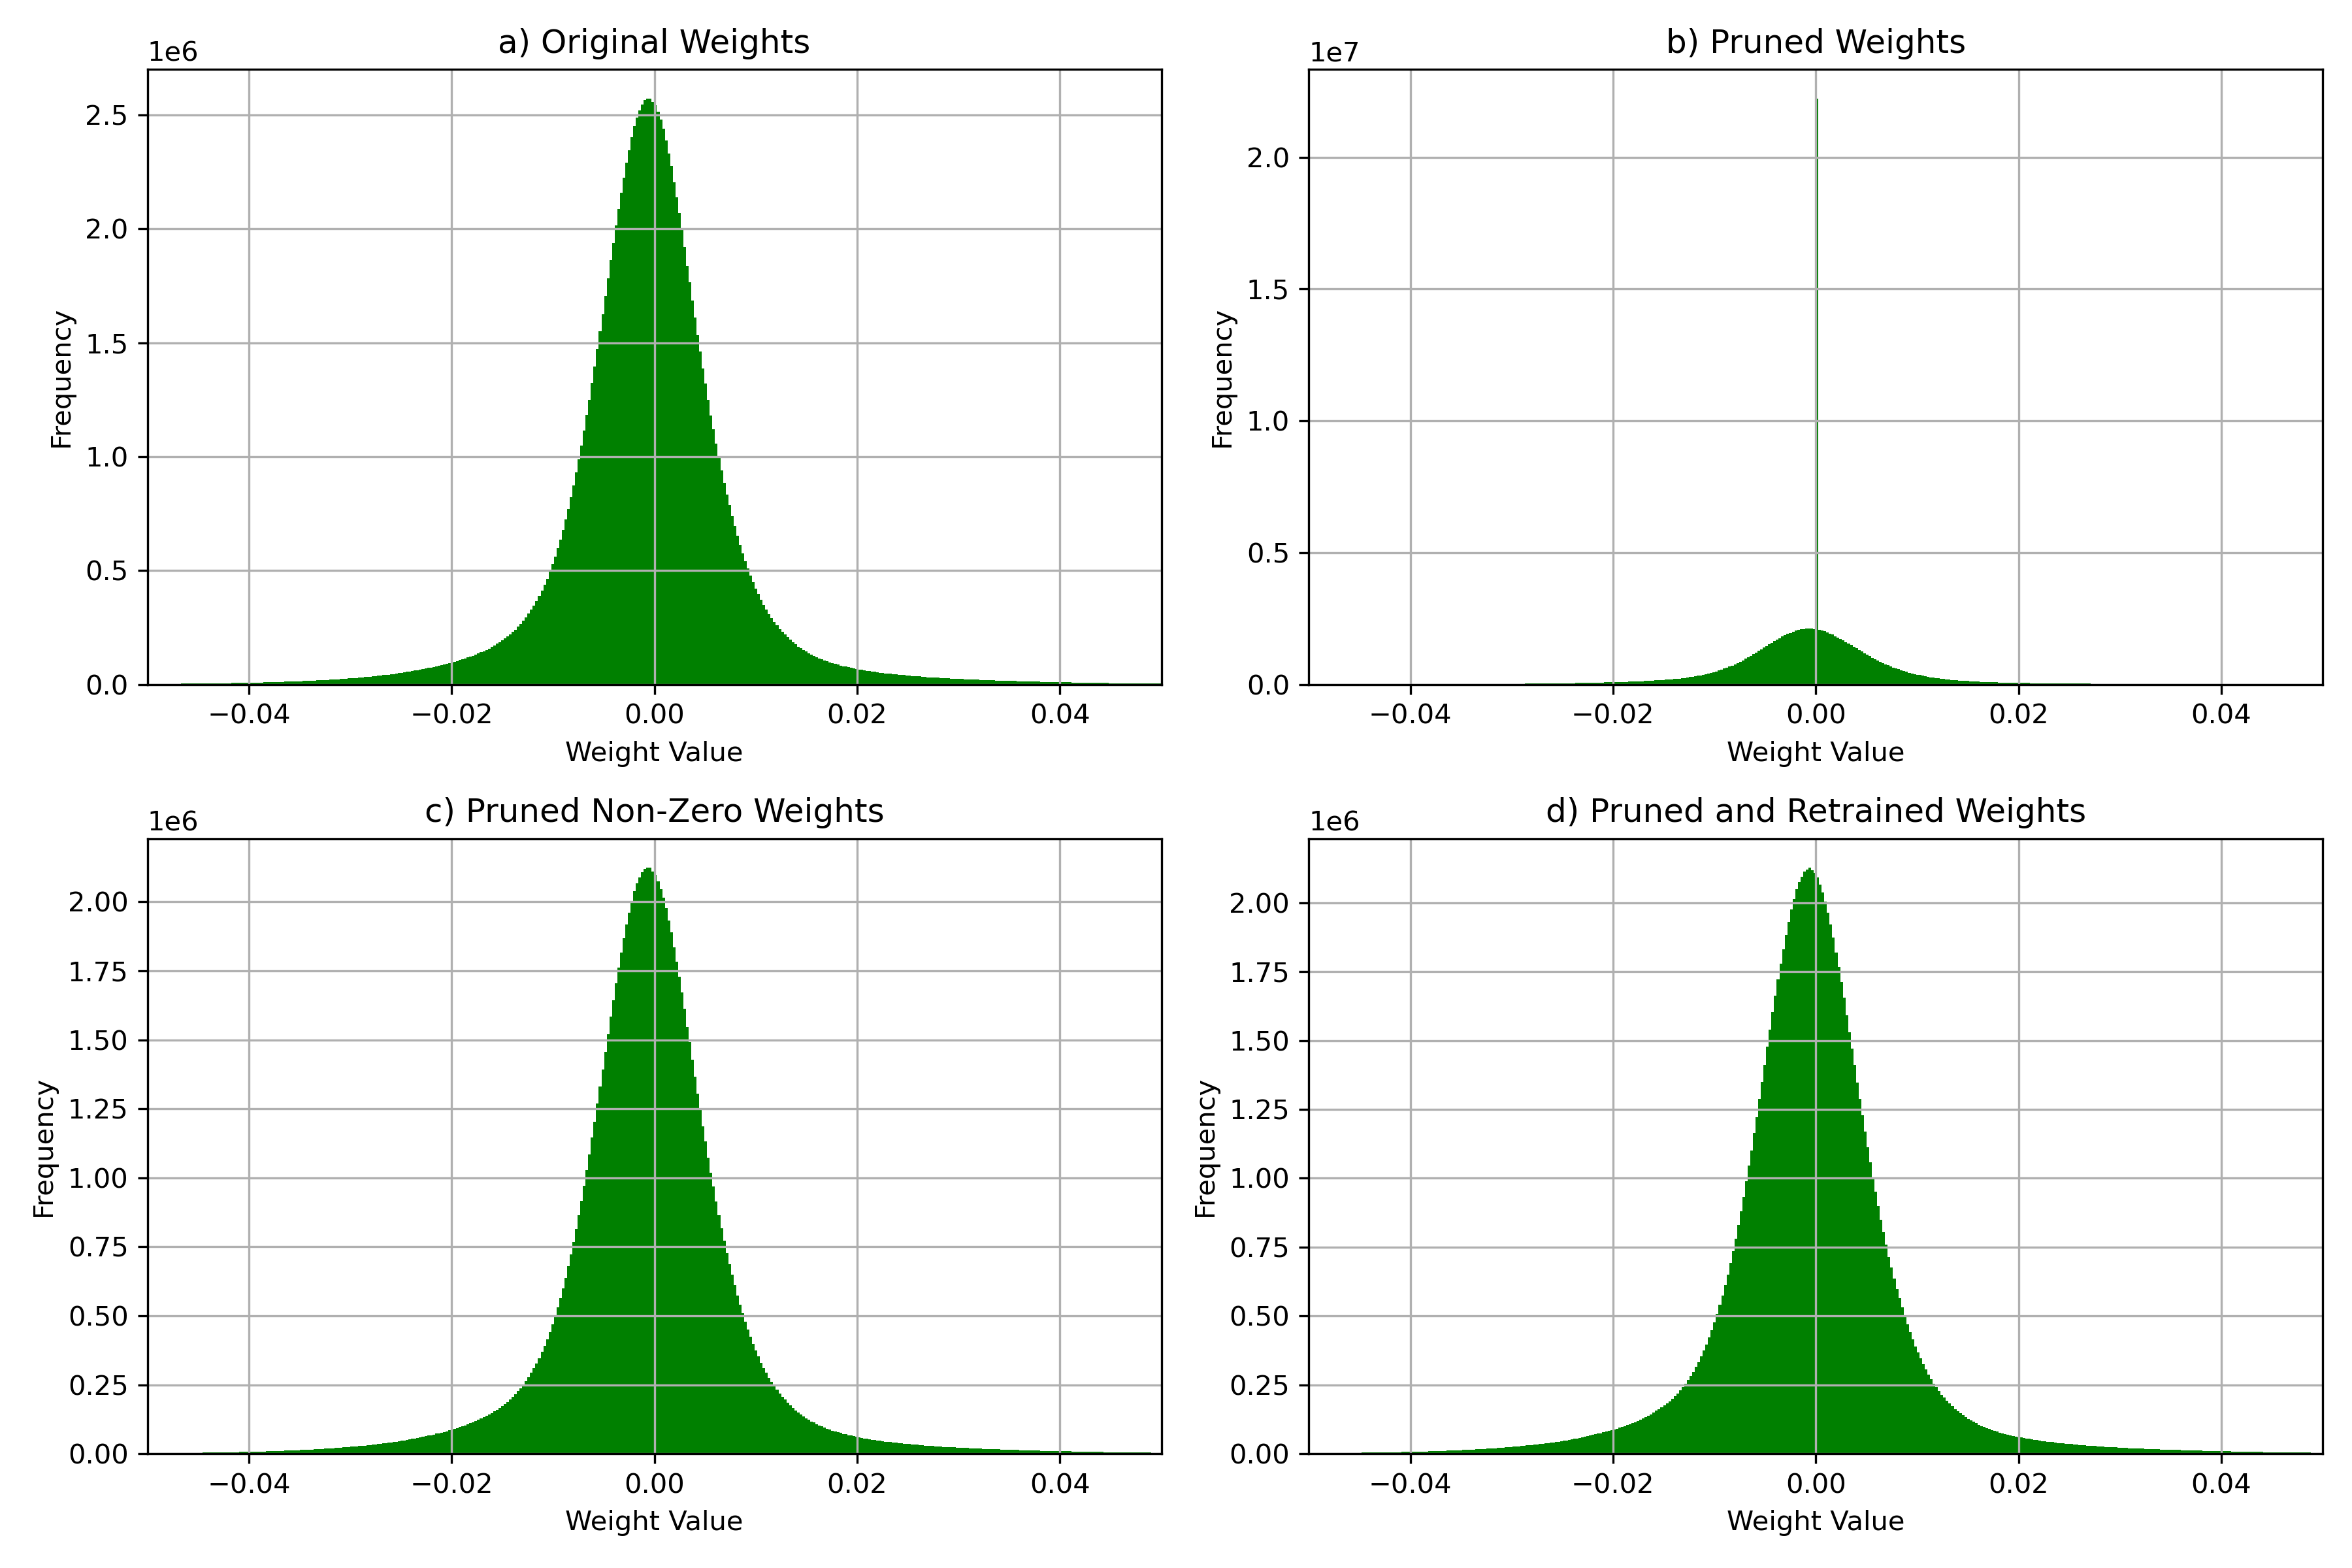 a) Original Weights
1e6
2.5
2.0
1.5
1.0
0.5
0.0
Frequency
−0.04 −0.02 0.00 0.02 0.04
Weight Value
b) Pruned Weights
1e7
2.0
1.5
1.0
0.5
0.0
Frequency
−0.04 −0.02 0.00 0.02 0.04
Weight Value
c) Pruned Non-Zero Weights
1e6
2.00
1.75
1.50
1.25
1.00
0.75
0.50
0.25
0.00
Frequency
−0.04 −0.02 0.00 0.02 0.04
Weight Value
d) Pruned and Retrained Weights
1e6
2.00
1.75
1.50
1.25
1.00
0.75
0.50
0.25
0.00
Frequency
−0.04 −0.02 0.00 0.02 0.04
Weight Value